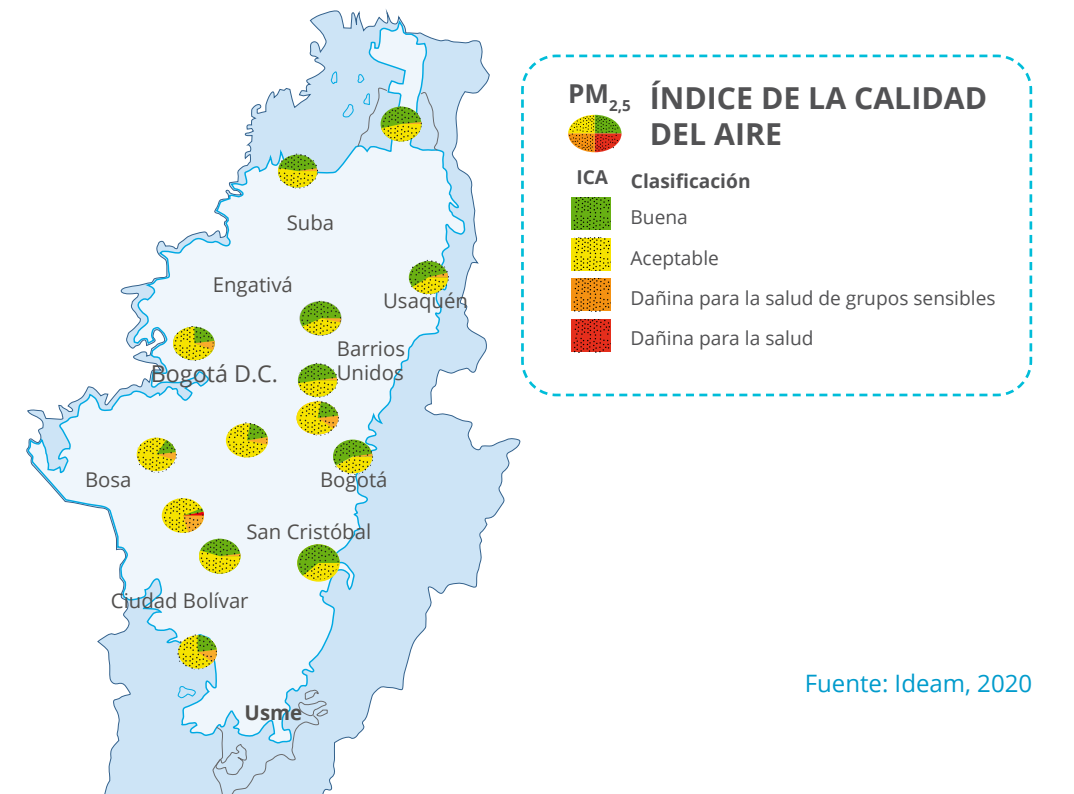 PM2,5
ÍNDICE DE LA CALIDAD
DEL AIRE
ICA
Clasificación
Buena
Aceptable
Dañina para la salud de grupos sensibles
Dañina para la salud
Suba
Engativá
Usaquén
Barrios
Unidos
Bogotá D.C.
Bosa
Bogotá
San Cristóbal
Ciudad Bolívar
Usme
Fuente: Ideam, 2020